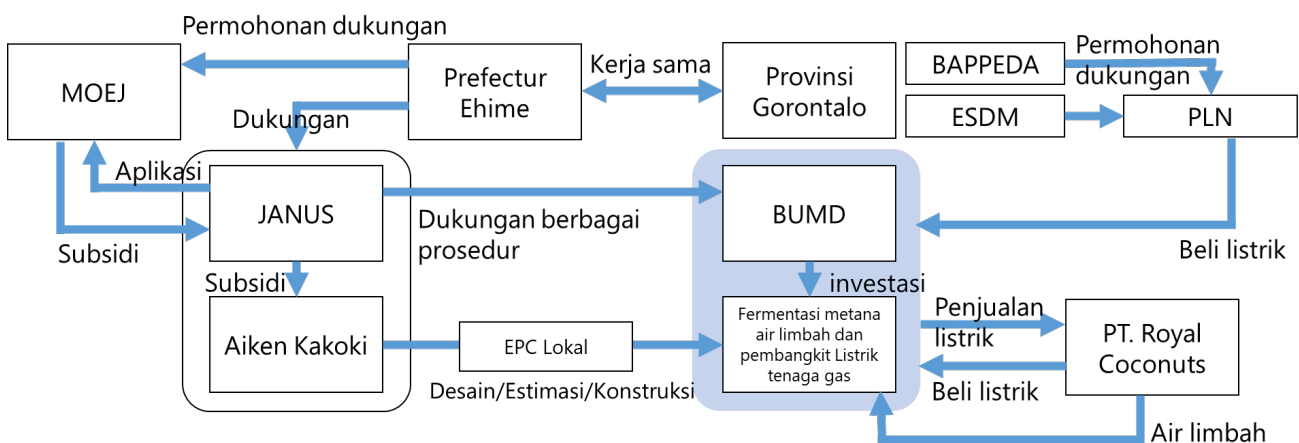 Permohonan dukungan
MOEJ
Prefectur
Ehime
Kerja sama
Provinsi
Gorontalo
BAPPEDA
Permohonan
dukungan
ESDM
PLN
Dukungan
Aplikasi
JANUS
Dukungan berbagai
prosedur
BUMD
Subsidi
Beli listrik
Subsidi
investasi
Aiken Kakoki
EPC Lokal
Desain/Estimasi/Konstruksi
Fermentasi metana
air limbah dan
pembangkit Listrik
tenaga gas
Penjualan
listrik
PT. Royal
Coconuts
Beli listrik
Air limbah